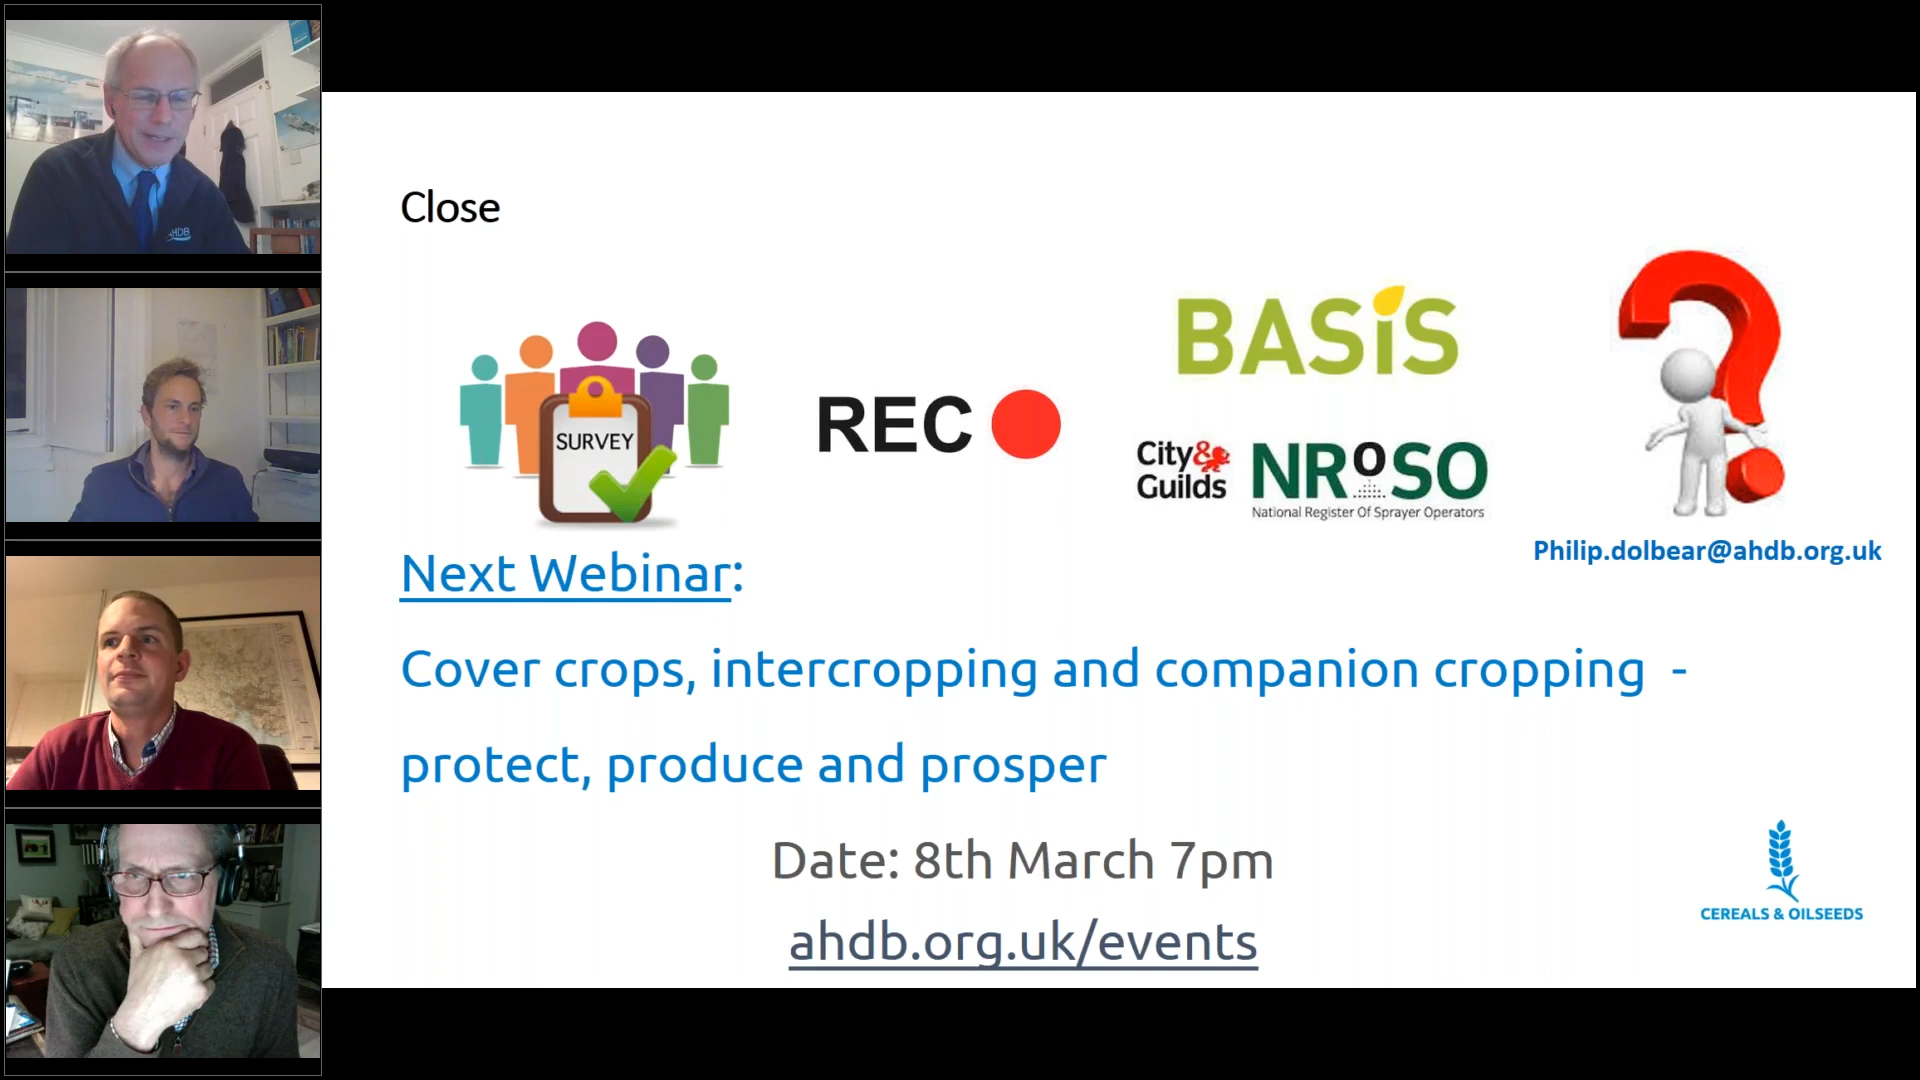 AHDB
Close
SURVEY
REC
BASiS
City&
Guilds
NRoSO
National Register Of Sprayer Operators
Philip.dolbear@ahdb.org.uk
Next Webinar:
Cover crops, intercropping and companion cropping -
protect, produce and prosper
Date: 8th March 7pm
ahdb.org.uk/events
CEREALS & OILSEEDS